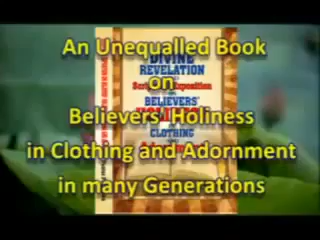 An Unequalled Book
DIVINE
REVELATION
on
BELIEVERS'
Believers' Holiness
CLOTHING
in Clothing and Adornment
in many Generations